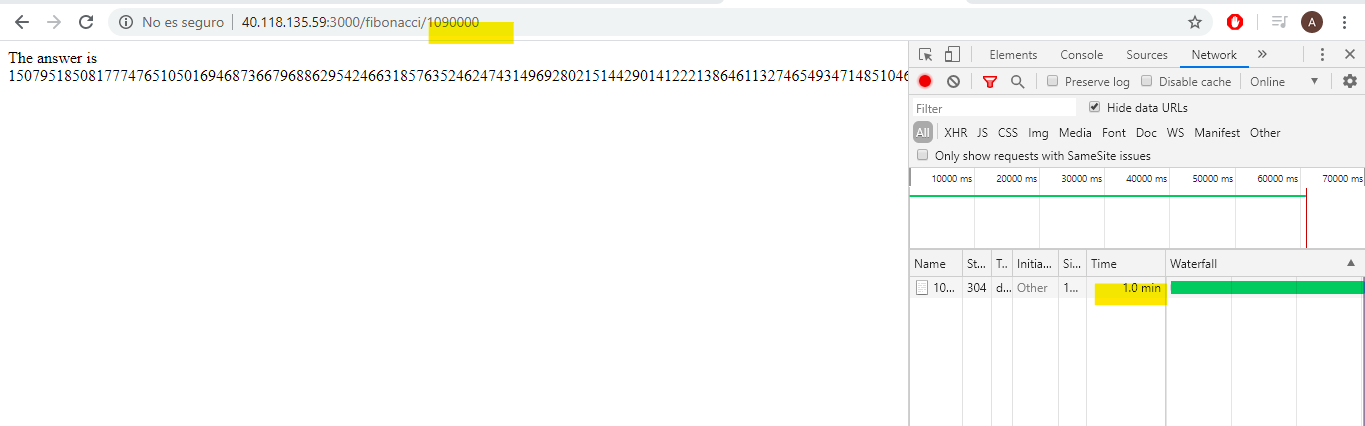 No es seguro 40.118.135.59:3000/fibonacci/1090000 A
The answer is
Elements Console Sources Network
Preserve log Disable cache Online
Filter Hide data URLs
All XHR JS CSS Img Media Font Doc WS Manifest Other
Only show requests with SameSite issues
10000 ms 20000 ms 30000 ms 40000 ms 50000 ms 60000 ms 70000 ms
Name St... T.. Initia... Si... Time Waterfall
10... 304 d... Other 1... 1.0 min